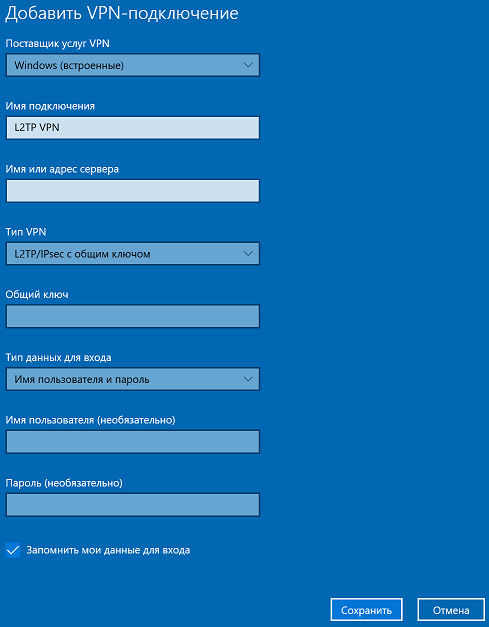 Добавить VPN-подключение
Поставщик услуг VPN
Windows (встроенные)
Имя подключения
L2TP VPN
Имя или адрес сервера
Тип VPN
L2TP/IPsec с общим ключом
Общий ключ
Тип данных для входа
Имя пользователя и пароль
Имя пользователя (необязательно)
Пароль (необязательно)
Запомнить мои данные для входа
Сохранить
Отмена